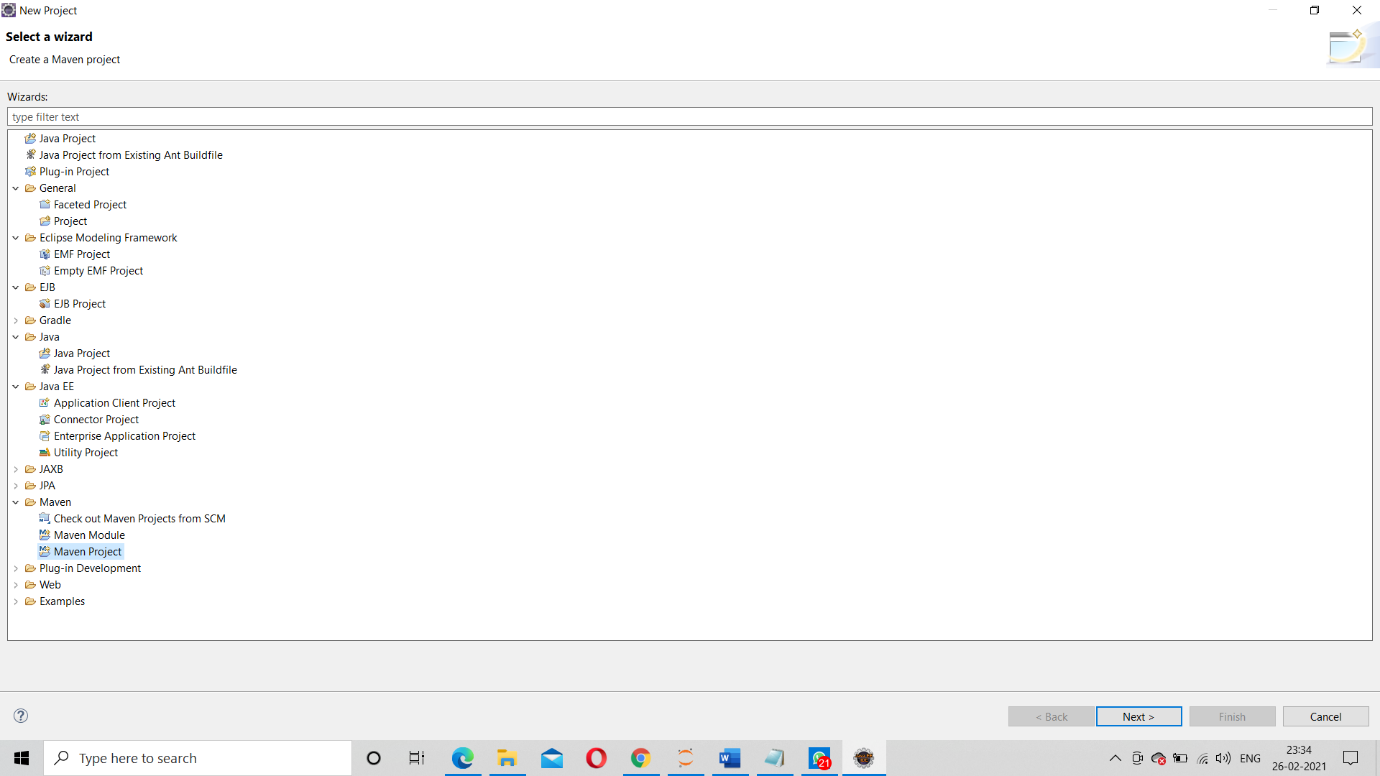 New Project
Select a wizard
Create a Maven project
Wizards:
type filter text
Java Project
Java Project from Existing Ant Buildfile
Plug-in Project
General
Faceted Project
Project
Eclipse Modeling Framework
EMF Project
Empty EMF Project
EJB
EJB Project
Gradle
Java
Java Project
Java Project from Existing Ant Buildfile
Java EE
Application Client Project
Connector Project
Enterprise Application Project
Utility Project
JAXB
JPA
Maven
Check out Maven Projects from SCM
Maven Module
Maven Project
Plug-in Development
Web
Examples
< Back Next > Finish Cancel
Type here to search
21
ENG
23:34
26-02-2021